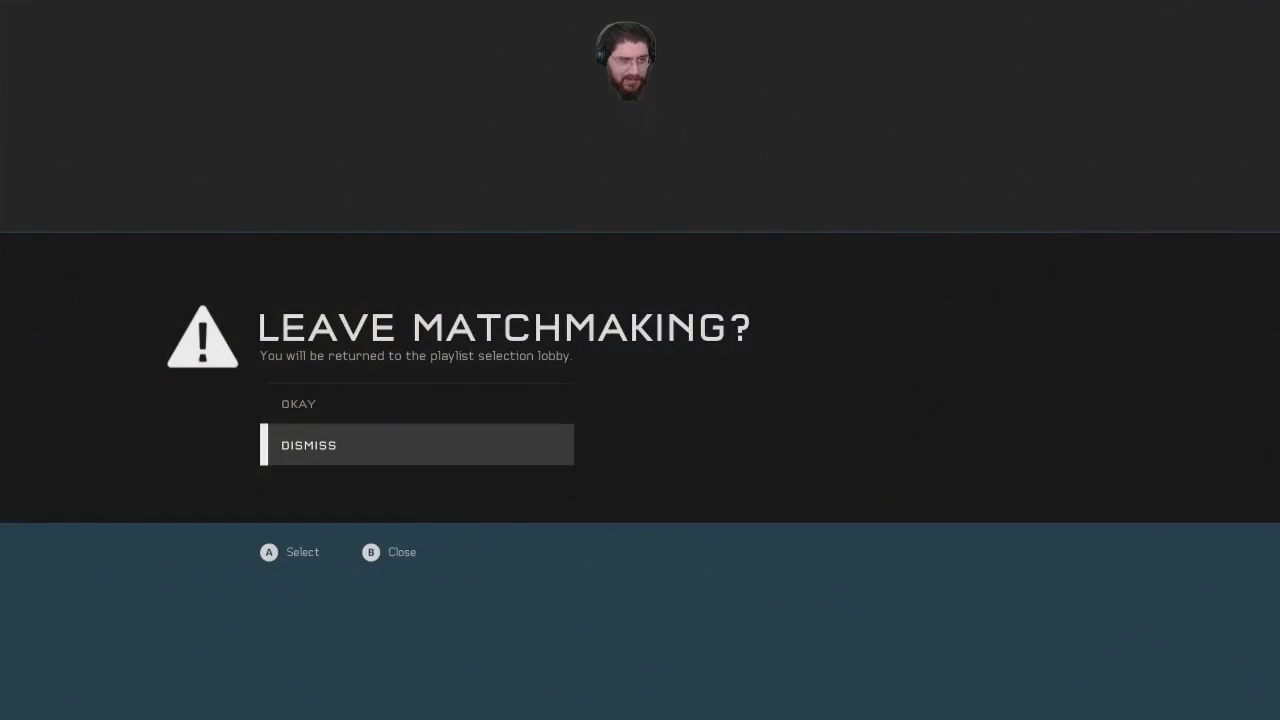 LEAVE MATCHMAKING?
You will be returned to the playlist selection lobby.
OKAY
DISMISS
A Select B Close